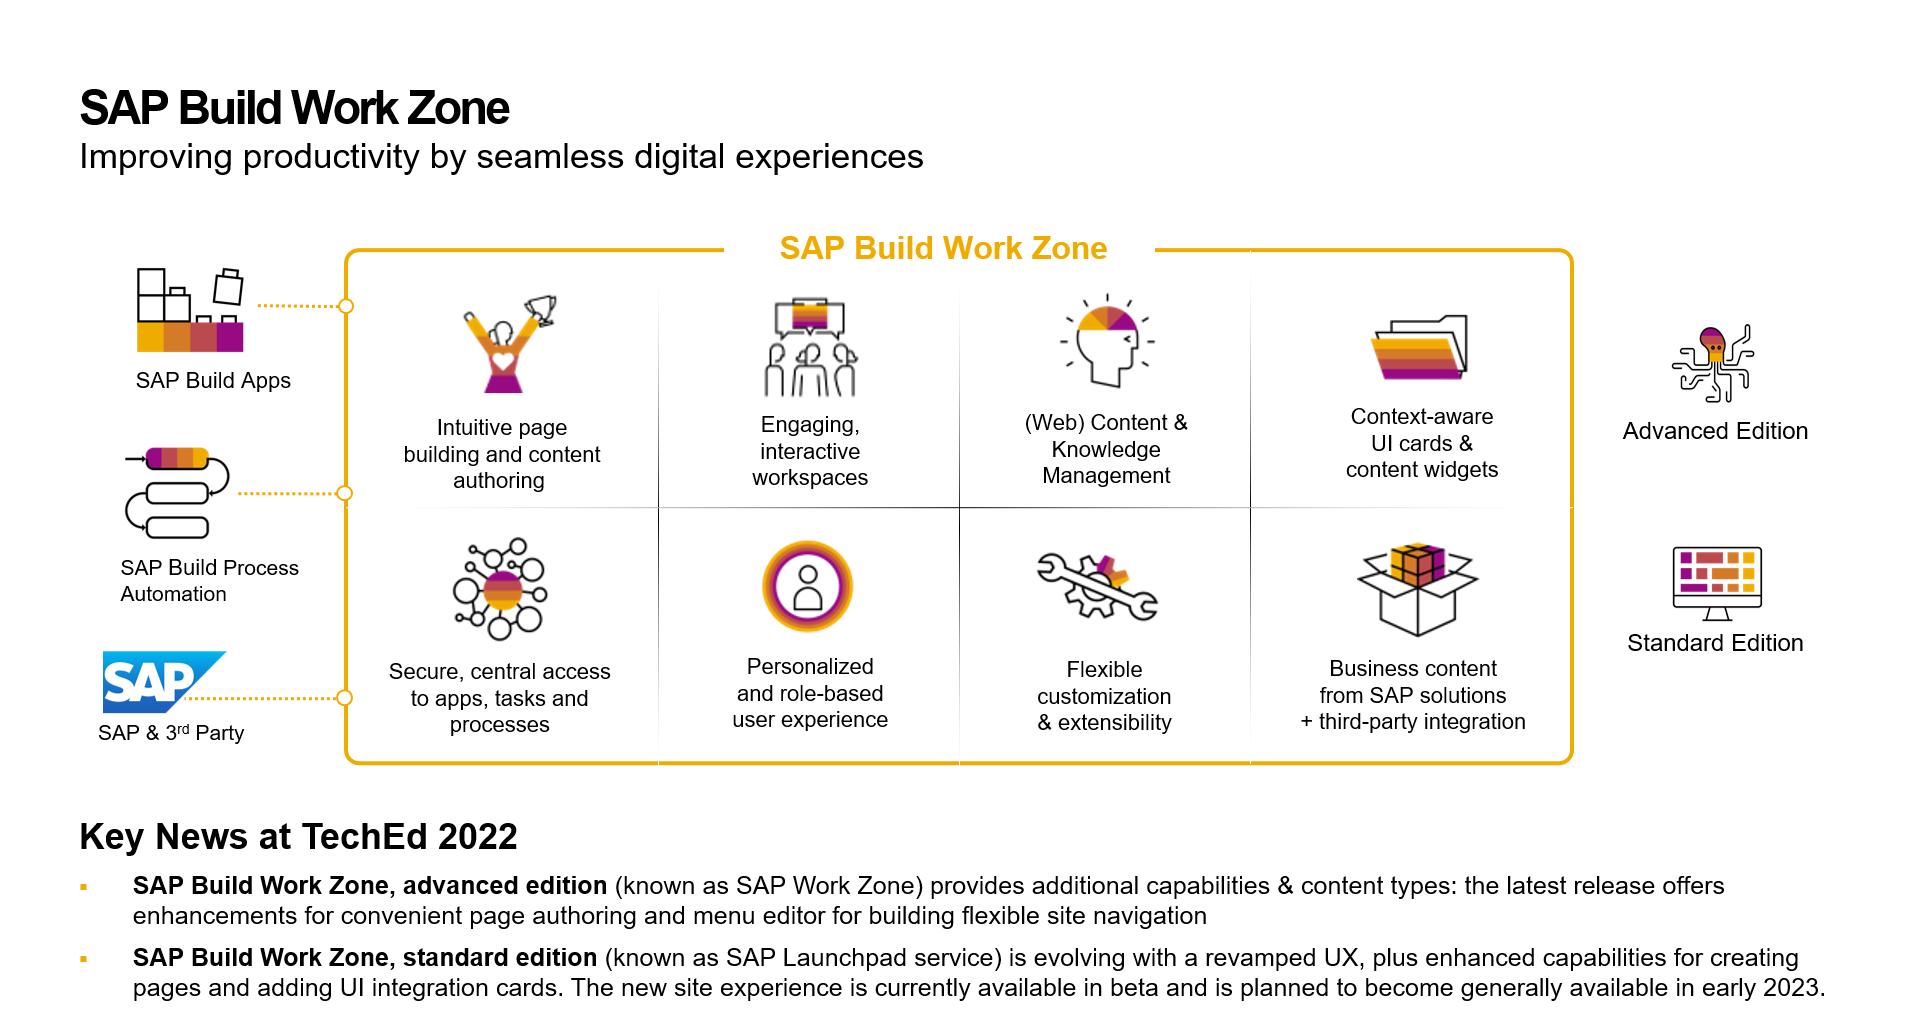 SAP Build Work Zone
Improving productivity by seamless digital experiences
SAP Build Work Zone
SAP Build Apps
SAP Build Process
Automation
SAP
SAP & 3rd Party
Intuitive page
building and content
authoring
Engaging,
interactive
workspaces
(Web) Content &
Knowledge
Management
Context-aware
UI cards &
content widgets
Secure, central access
to apps, tasks and
processes
Personalized
and role-based
user experience
Flexible
customization
& extensibility
Business content
from SAP solutions
+ third-party integration
Advanced Edition
Standard Edition
Key News at TechEd 2022
▪ SAP Build Work Zone, advanced edition (known as SAP Work Zone) provides additional capabilities & content types: the latest release offers
enhancements for convenient page authoring and menu editor for building flexible site navigation
▪ SAP Build Work Zone, standard edition (known as SAP Launchpad service) is evolving with a revamped UX, plus enhanced capabilities for creating
pages and adding UI integration cards. The new site experience is currently available in beta and is planned to become generally available in early 2023.